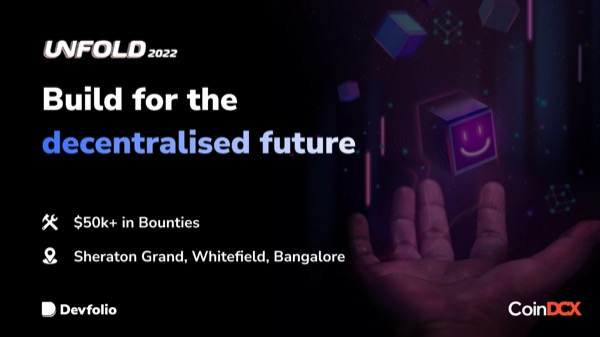 UNFOLD 2022
Build for the
decentralised future
$50k+ in Bounties
Sheraton Grand, Whitefield, Bangalore
Devfolio
CoinDCX